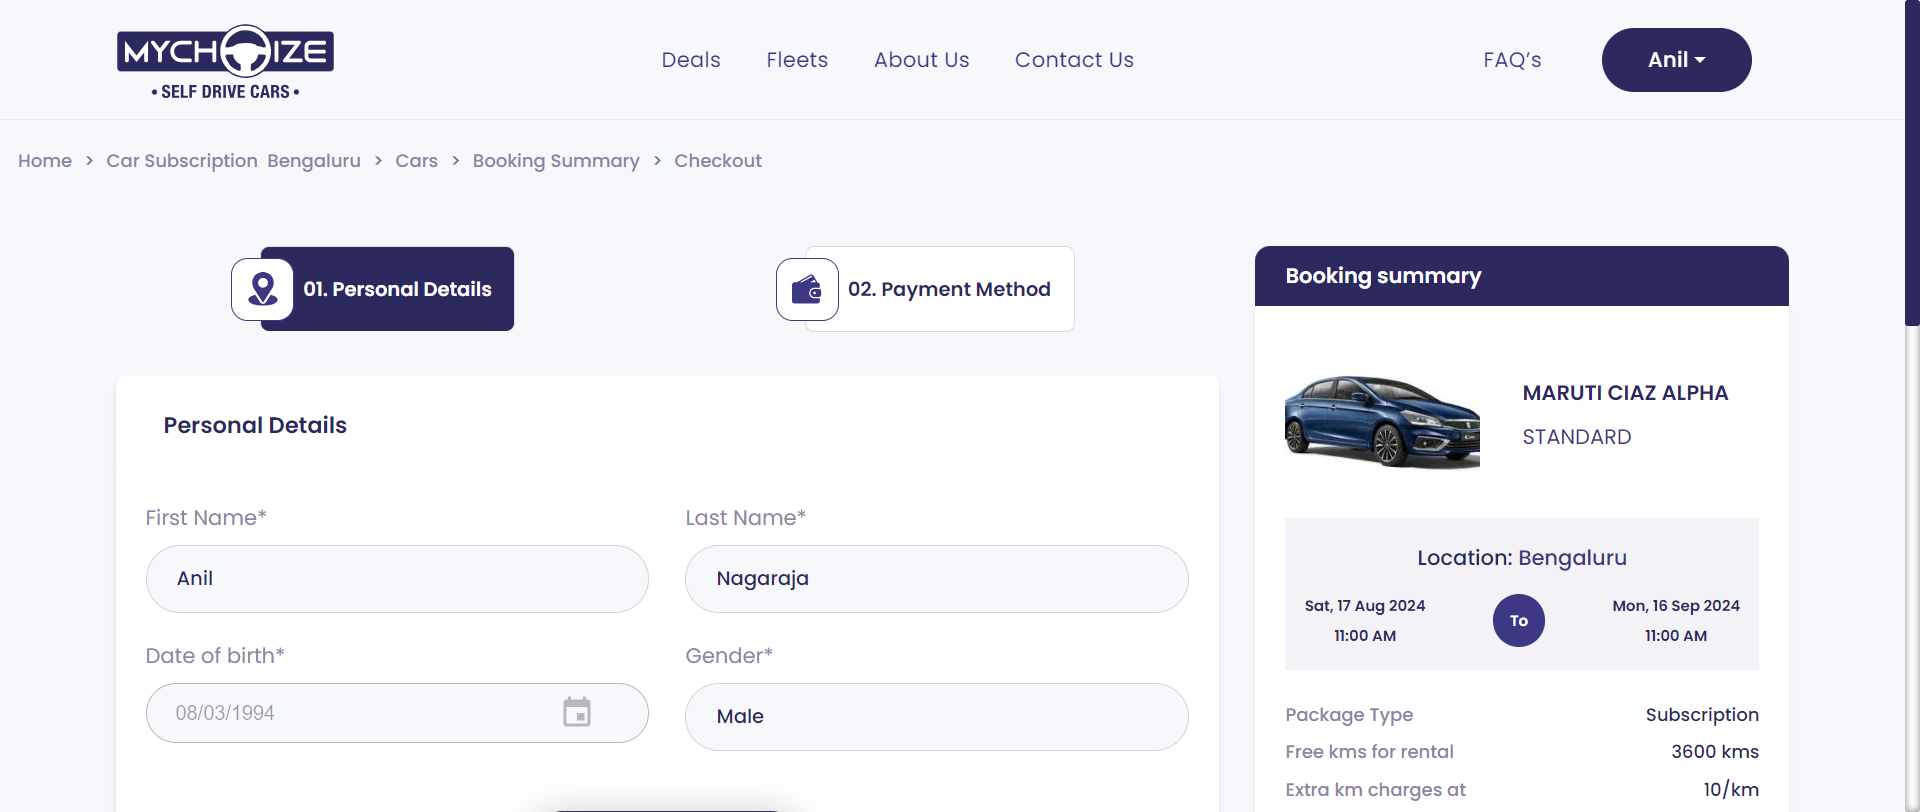 MYCHOIZE
• SELF DRIVE CARS •
Deals
Fleets
About Us
Contact Us
FAQ's
Anil
Home > Car Subscription Bengaluru > Cars > Booking Summary > Checkout
01. Personal Details
02. Payment Method
Personal Details
First Name*
Last Name*
Anil
Nagaraja
Date of birth*
Gender*
08/03/1994
Male
Booking summary
MARUTI CIAZ ALPHA
STANDARD
Location: Bengaluru
Sat, 17 Aug 2024
11:00 AM
To
Mon, 16 Sep 2024
11:00 AM
Package Type Subscription
Free kms for rental 3600 kms
Extra km charges at 10/km